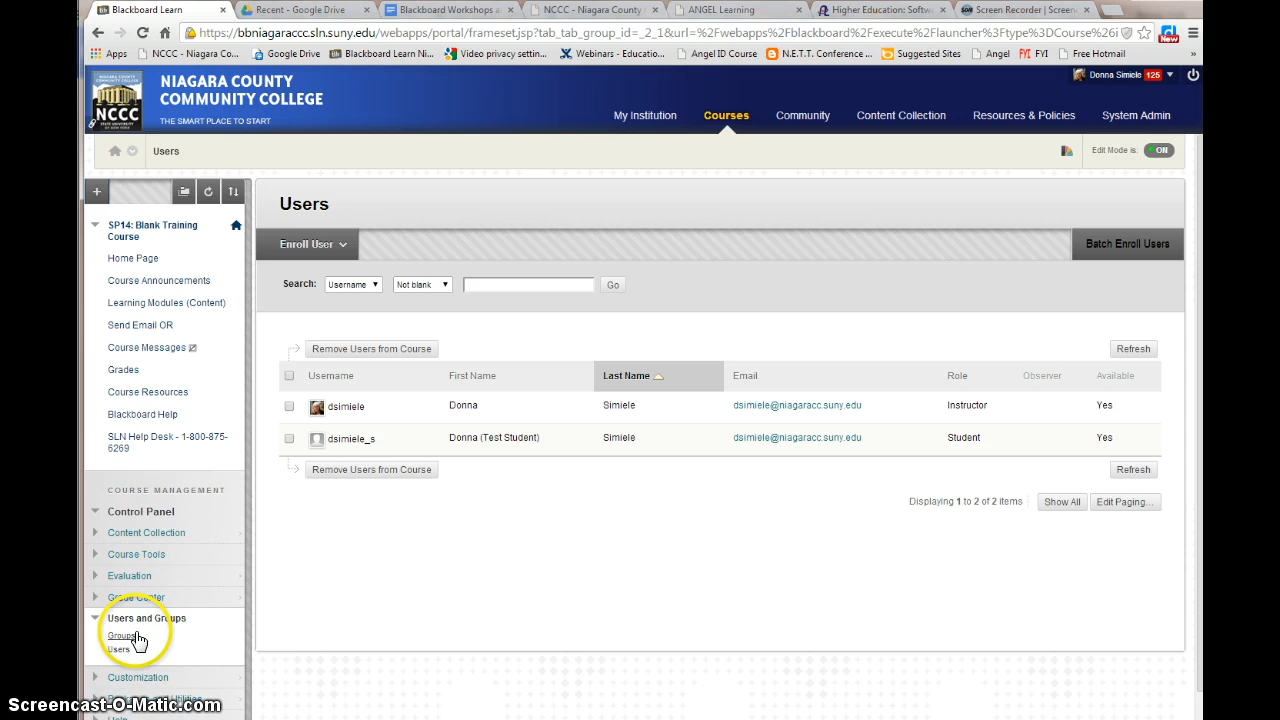 Blackboard Learn
Recent - Google Drive
Blackboard Workshops a
NCCC - Niagara County
ANGEL Learning
Higher Education: Softw
Screen Recorder | Screen
https://bbniagaraccc.sln.suny.edu/webapps/portal/frameset.jsp?tab_tab_group_id=_2_1&url=%2Fwebapps%2Fblackboard%2Fexecute%2Flauncher%3Ftype%3DCourse%26i
New
Apps
NCCC - Niagara Co...
Google Drive
Blackboard Learn Ni...
Video privacy settin...
Webinars - Educatio...
Angel ID Course
N.E.T.T. Conference ...
Suggested Sites
Angel
FYI
Free Hotmail
NIAGARA COUNTY
COMMUNITY COLLEGE
THE SMART PLACE TO START
NCCC
Donna Simiele 125
My Institution
Courses
Community
Content Collection
Resources & Policies
System Admin
Users
Edit Mode is: ON
SP14: Blank Training
Course
Home Page
Course Announcements
Learning Modules (Content)
Send Email OR
Course Messages
Grades
Course Resources
Blackboard Help
SLN Help Desk - 1-800-875-
6269
COURSE MANAGEMENT
Control Panel
Content Collection
Course Tools
Evaluation
Grade Center
Users and Groups
Groups
Users
Customization
Users
Enroll User
Batch Enroll Users
Search: Username Not blank Go
Remove Users from Course Refresh
Username First Name Last Name Email Role Observer Available
dsimiele Donna Simiele dsimiele@niagaracc.suny.edu Instructor Yes
dsimiele_s Donna (Test Student) Simiele dsimiele@niagaracc.suny.edu Student Yes
Remove Users from Course Refresh
Displaying 1 to 2 of 2 items Show All Edit Paging...
Screencast-O-Matic.com